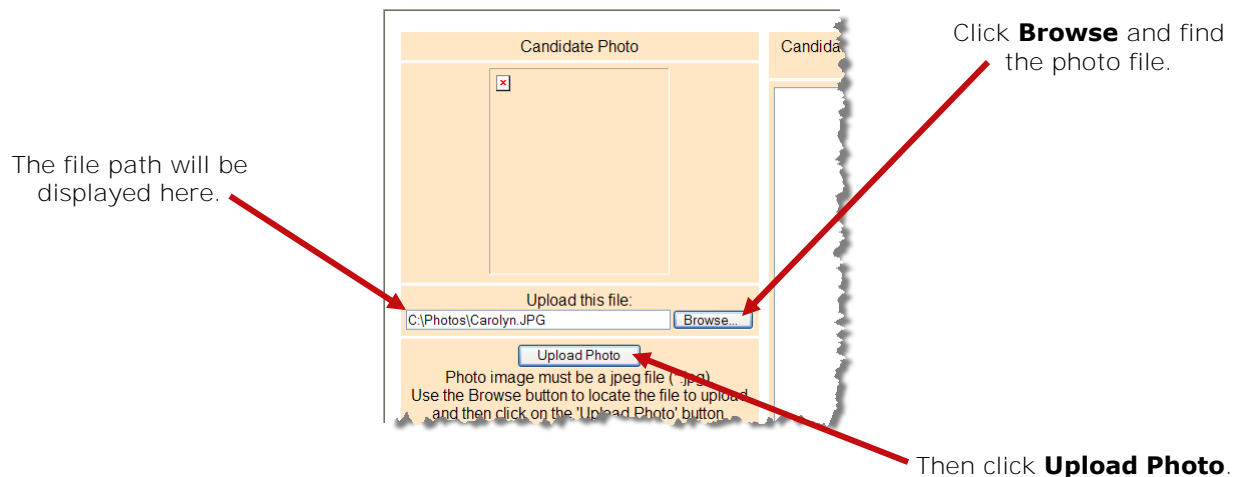 Click Browse and find
the photo file.
Candidate Photo
Candida
The file path will be
displayed here.
Upload this file:
C:\Photos\Carolyn.JPG
Browse...
Upload Photo
Photo image must be a jpeg file (*.jpg)
Use the Browse button to locate the file to upload
and then click on the 'Upload Photo' button
Then click Upload Photo.